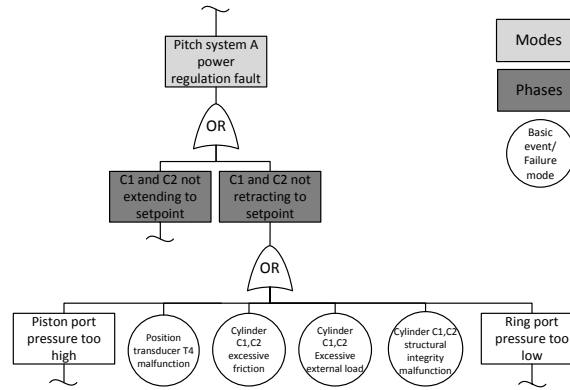 Pitch system A
power
regulation fault
Modes
Phases
Basic
event/
Failure
mode
OR
C1 and C2 not
extending to
setpoint
C1 and C2 not
retracting to
setpoint
OR
Piston port
pressure too
high
Position
transducer T4
malfunction
Cylinder
C1,C2
excessive
friction
Cylinder
C1,C2
Excessive
external load
Cylinder C1,C2
structural
integrity
malfunction
Ring port
pressure too
low